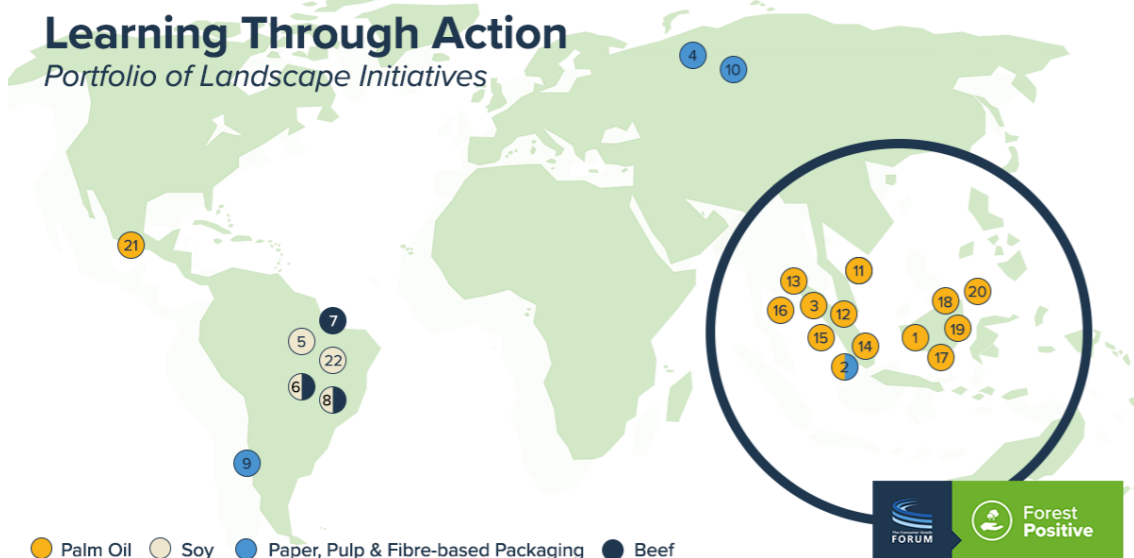 Learning Through Action
Portfolio of Landscape Initiatives
4
10
21
11
13
20
18
16
3
12
7
19
5
15
1
14
22
17
2
6
8
9
FORUM
Forest
Positive
Palm Oil
Soy
Paper, Pulp & Fibre-based Packaging
Beef